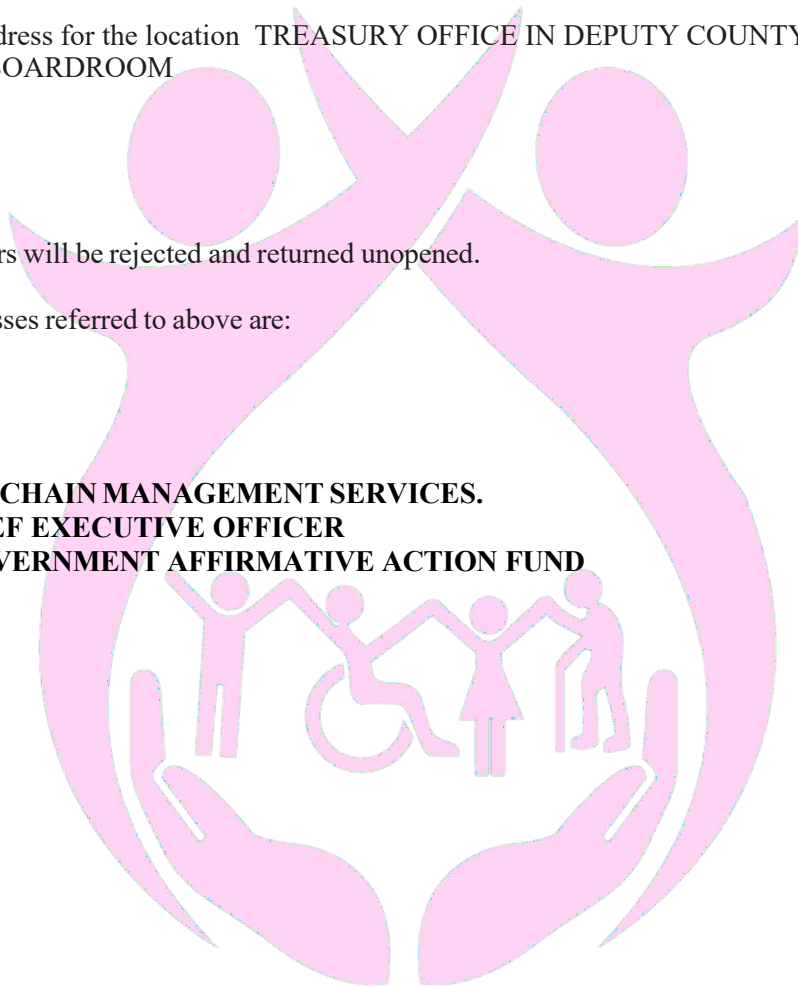 dress for the location TREASURY OFFICE IN DEPUTY COUNTY
BOARDROOM
rs will be rejected and returned unopened.
sses referred to above are:
CHAIN MANAGEMENT SERVICES.
EF EXECUTIVE OFFICER
VERNMENT AFFIRMATIVE ACTION FUND